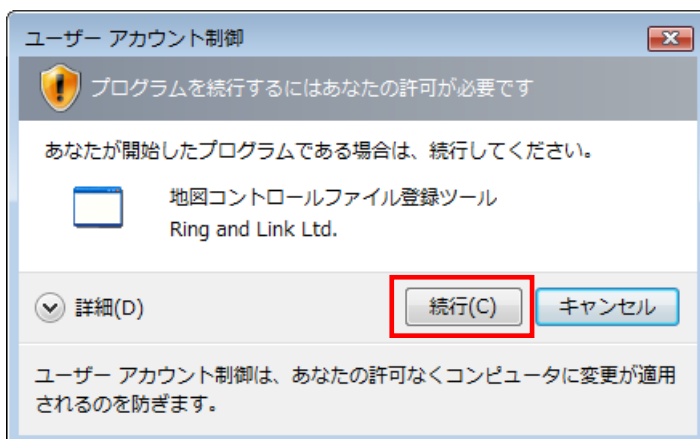 ユーザー アカウント制御
プログラムを続行するにはあなたの許可が必要です
あなたが開始したプログラムである場合は、続行してください。
地図コントロールファイル登録ツール
Ring and Link Ltd.
詳細(D)
続行(C)
キャンセル
ユーザー アカウント制御は、あなたの許可なくコンピュータに変更が適用
されるのを防ぎます。